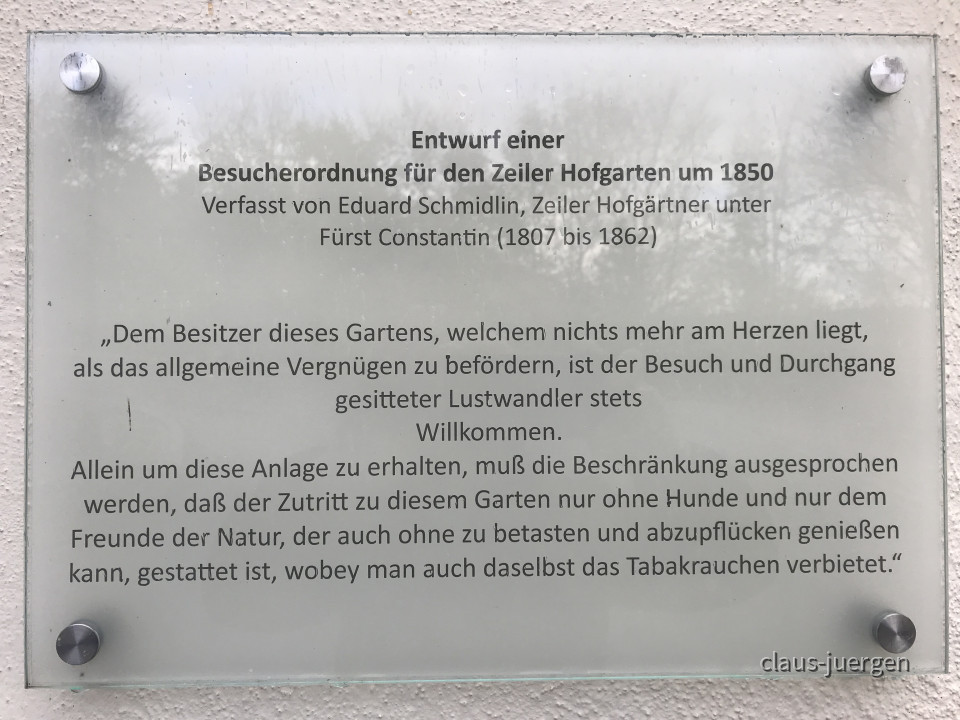 Entwurf einer
Besucherordnung für den Zeiler Hofgarten um 1850
Verfasst von Eduard Schmidlin, Zeiler Hofgärtner unter
Fürst Constantin (1807 bis 1862)
„Dem Besitzer dieses Gartens, welchem nichts mehr am Herzen liegt,
als das allgemeine Vergnügen zu befördern, ist der Besuch und Durchgang
gesitteter Lustwandler stets
Willkommen.
Allein um diese Anlage zu erhalten, muß die Beschränkung ausgesprochen
werden, daß der Zutritt zu diesem Garten nur ohne Hunde und nur dem
Freunde der Natur, der auch ohne zu betasten und abzupflücken genießen
kann, gestattet ist, wobey man auch daselbst das Tabakrauchen verbietet.“
claus-juergen